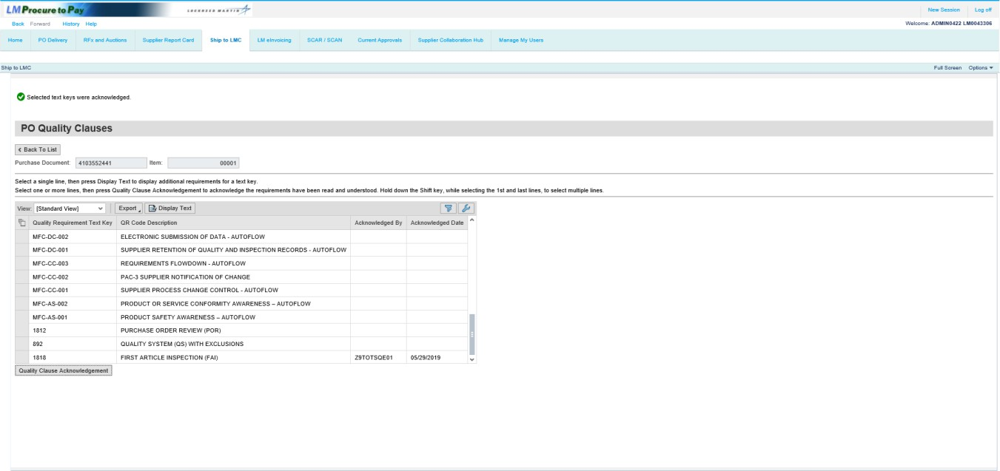 LM Procure to Pay
LOCKHEED MARTIN
New Session Log off
Back Forward History Help
Welcome: ADMIN0422 LM0043306
Home PO Delivery RFx and Auctions Supplier Report Card Ship to LMC LM eInvoicing SCAR / SCAN Current Approvals Supplier Collaboration Hub Manage My Users
Ship to LMC
Full Screen Options
Selected text keys were acknowledged.
PO Quality Clauses
Back To List
Purchase Document: 4103552441 Item: 00001
Select a single line, then press Display Text to display additional requirements for a text key.
Select one or more lines, then press Quality Clause Acknowledgement to acknowledge the requirements have been read and understood. Hold down the Shift key, while selecting the 1st and last lines, to select multiple lines.
View: [Standard View] Export Display Text
Quality Requirement Text Key QR Code Description Acknowledged By Acknowledged Date
MFC-DC-002 ELECTRONIC SUBMISSION OF DATA - AUTOFLOW
MFC-DC-001 SUPPLIER RETENTION OF QUALITY AND INSPECTION RECORDS - AUTOFLOW
MFC-CC-003 REQUIREMENTS FLOWDOWN - AUTOFLOW
MFC-CC-002 PAC-3 SUPPLIER NOTIFICATION OF CHANGE
MFC-CC-001 SUPPLIER PROCESS CHANGE CONTROL - AUTOFLOW
MFC-AS-002 PRODUCT OR SERVICE CONFORMITY AWARENESS – AUTOFLOW
MFC-AS-001 PRODUCT SAFETY AWARENESS – AUTOFLOW
1812 PURCHASE ORDER REVIEW (POR)
892 QUALITY SYSTEM (QS) WITH EXCLUSIONS
1818 FIRST ARTICLE INSPECTION (FAI) Z9TOTSQE01 05/29/2019
Quality Clause Acknowledgement